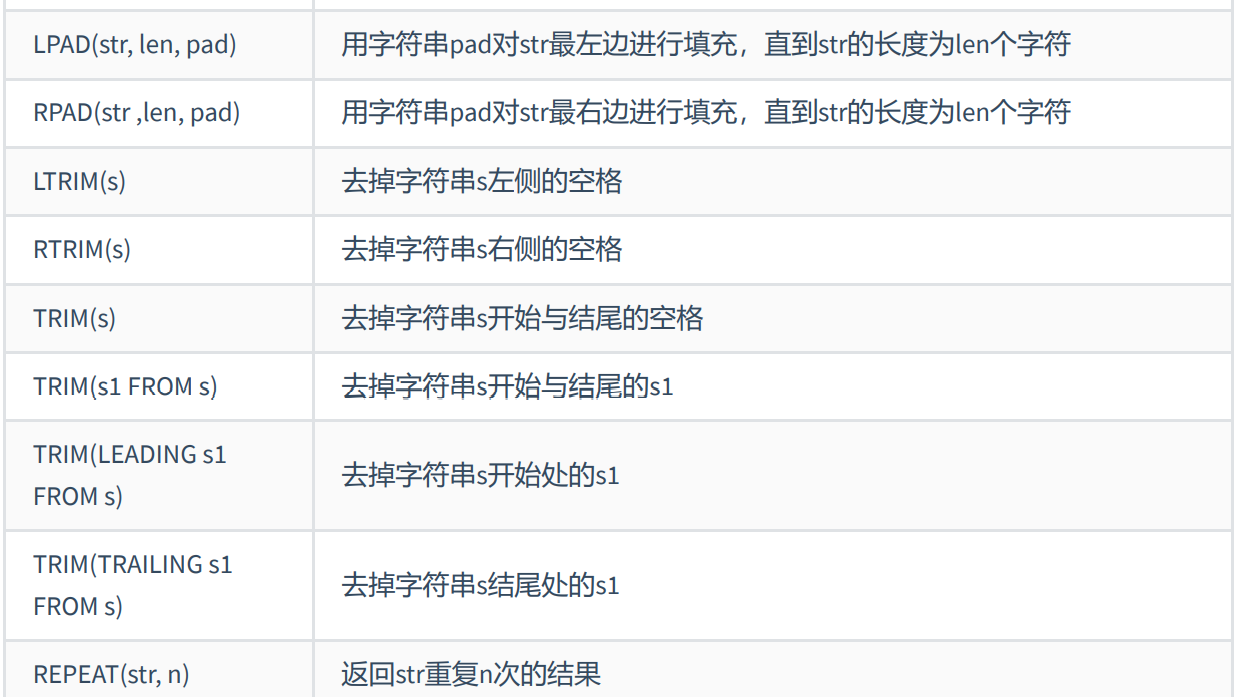 LPAD(str, len, pad)
用字符串pad对str最左边进行填充，直到str的长度为len个字符
RPAD(str ,len, pad)
用字符串pad对str最右边进行填充，直到str的长度为len个字符
LTRIM(s)
去掉字符串s左侧的空格
RTRIM(s)
去掉字符串s右侧的空格
TRIM(s)
去掉字符串s开始与结尾的空格
TRIM(s1 FROM s)
去掉字符串s开始与结尾的s1
TRIM(LEADING s1
FROM s)
去掉字符串s开始处的s1
TRIM(TRAILING s1
FROM s)
去掉字符串s结尾处的s1
REPEAT(str, n)
返回str重复n次的结果